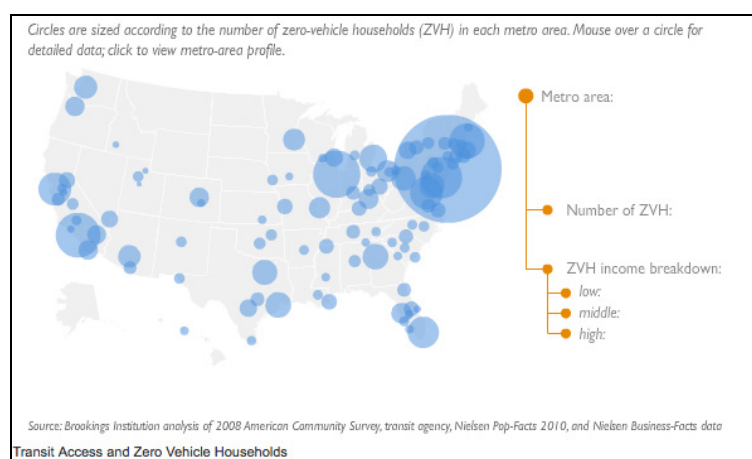 Circles are sized according to the number of zero-vehicle households (ZVH) in each metro area. Mouse over a circle for
detailed data; click to view metro-area profile.
Metro area:
Number of ZVH:
ZVH income breakdown:
low:
middle:
high:
Source: Brookings Institution analysis of 2008 American Community Survey, transit agency, Nielsen Pop-Facts 2010, and Nielsen Business-Facts data
Transit Access and Zero Vehicle Households